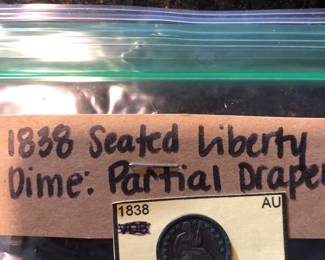 1838 Seated Liberty
Dime: Partial Draper
1838 AU